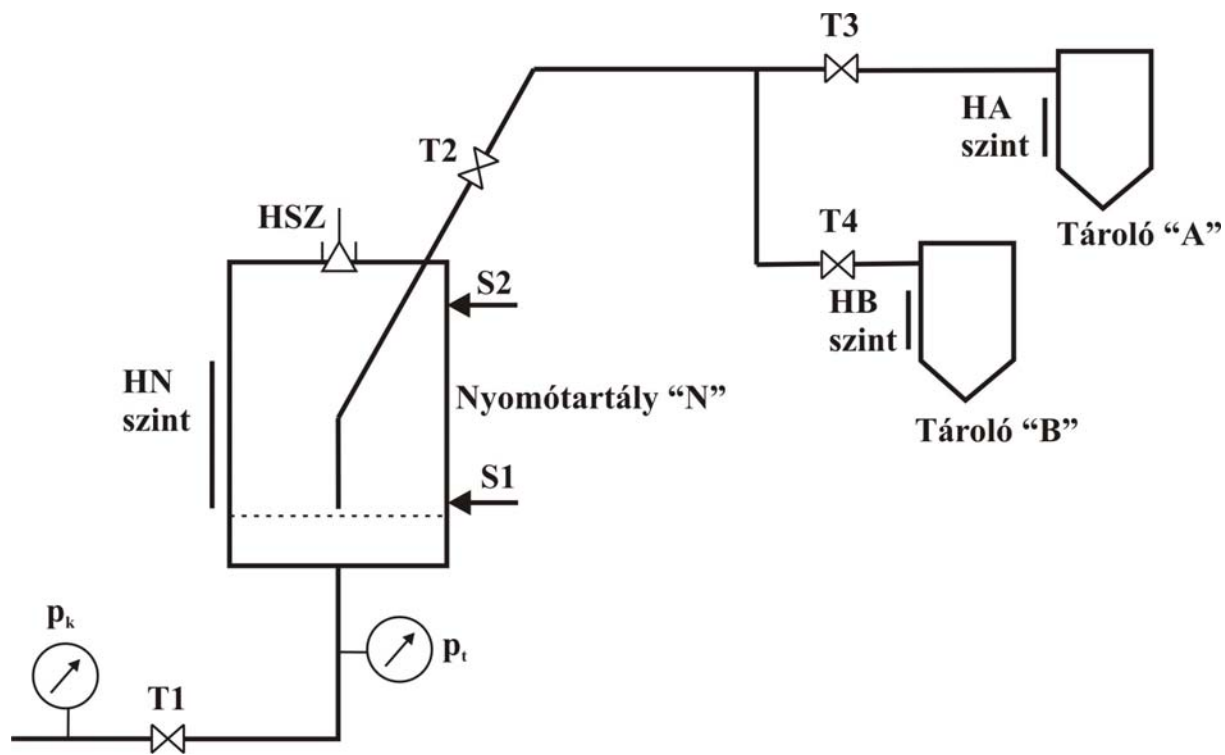 T3
HA
szint
T2
Tároló “A”
HSZ
T4
S2
HB
szint
HN
szint
Nyomótartály “N”
Tároló “B”
S1
pk
pt
T1